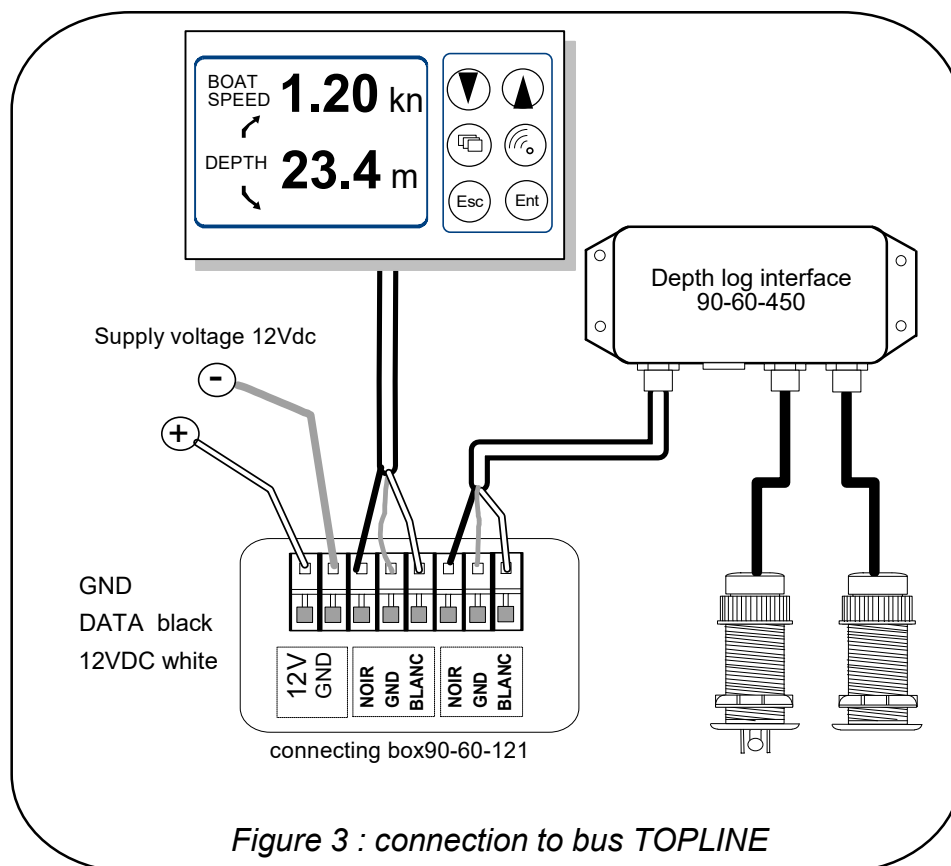 BOAT
SPEED 1.20 kn
DEPTH 23.4 m
Esc Ent
Depth log interface
90-60-450
Supply voltage 12Vdc
-
+
GND
DATA black
12VDC white
12V
GND
NOIR
GND
BLANC
NOIR
GND
BLANC
connecting box90-60-121
Figure 3 : connection to bus TOPLINE